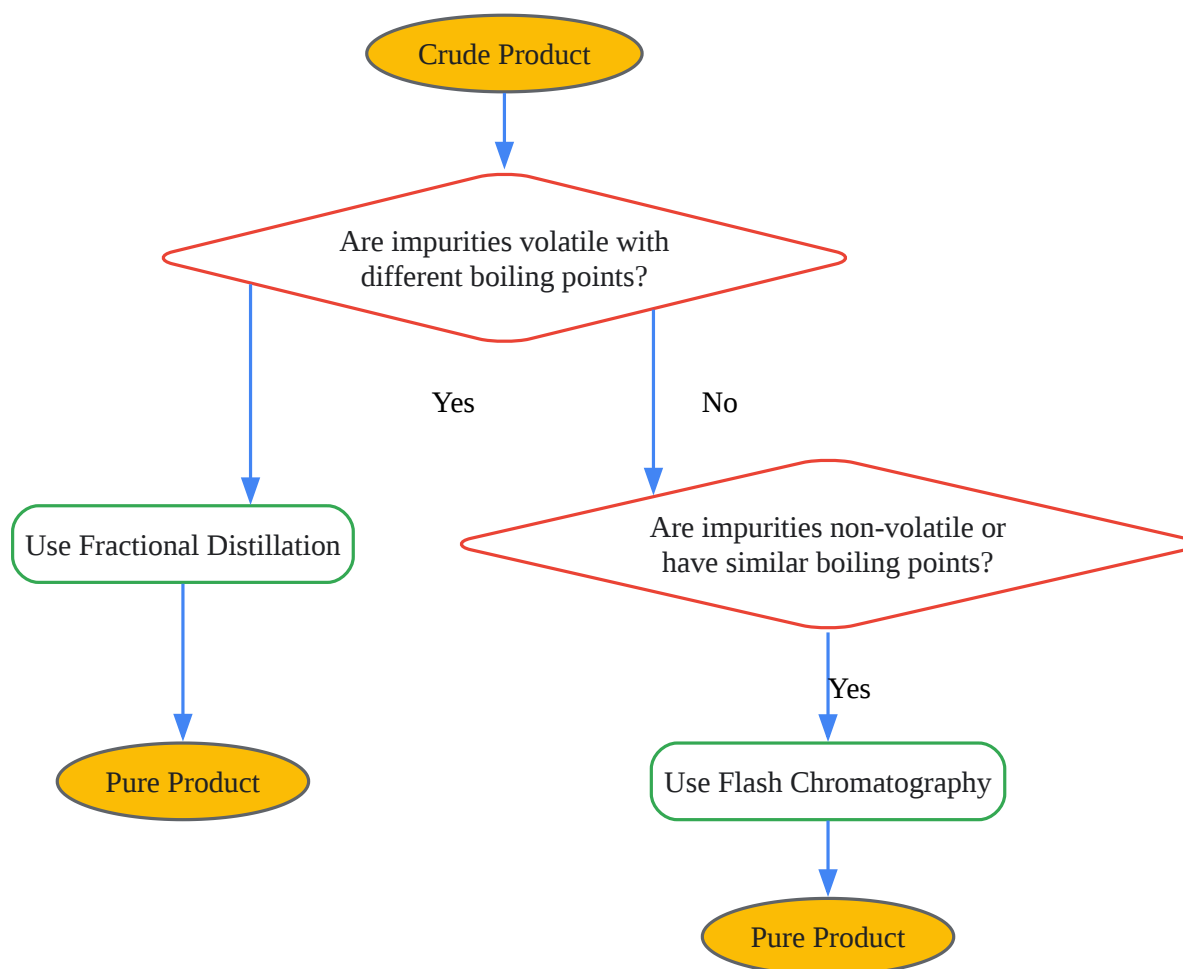 Crude Product
Are impurities volatile with
different boiling points?
Yes
No
Use Fractional Distillation
Are impurities non-volatile or
have similar boiling points?
Yes
Pure Product
Use Flash Chromatography
Pure Product